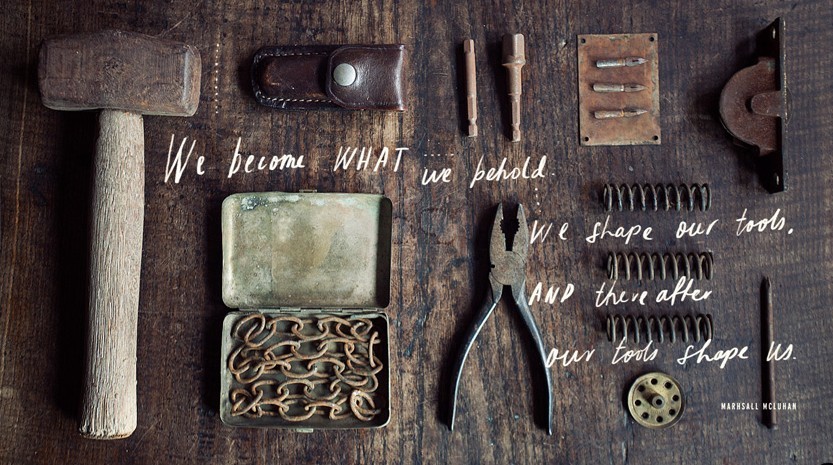 We become WHAT we behold.
We shape our tools.
AND thereafter
our tools shape us.
MARHSALL MCLUHAN